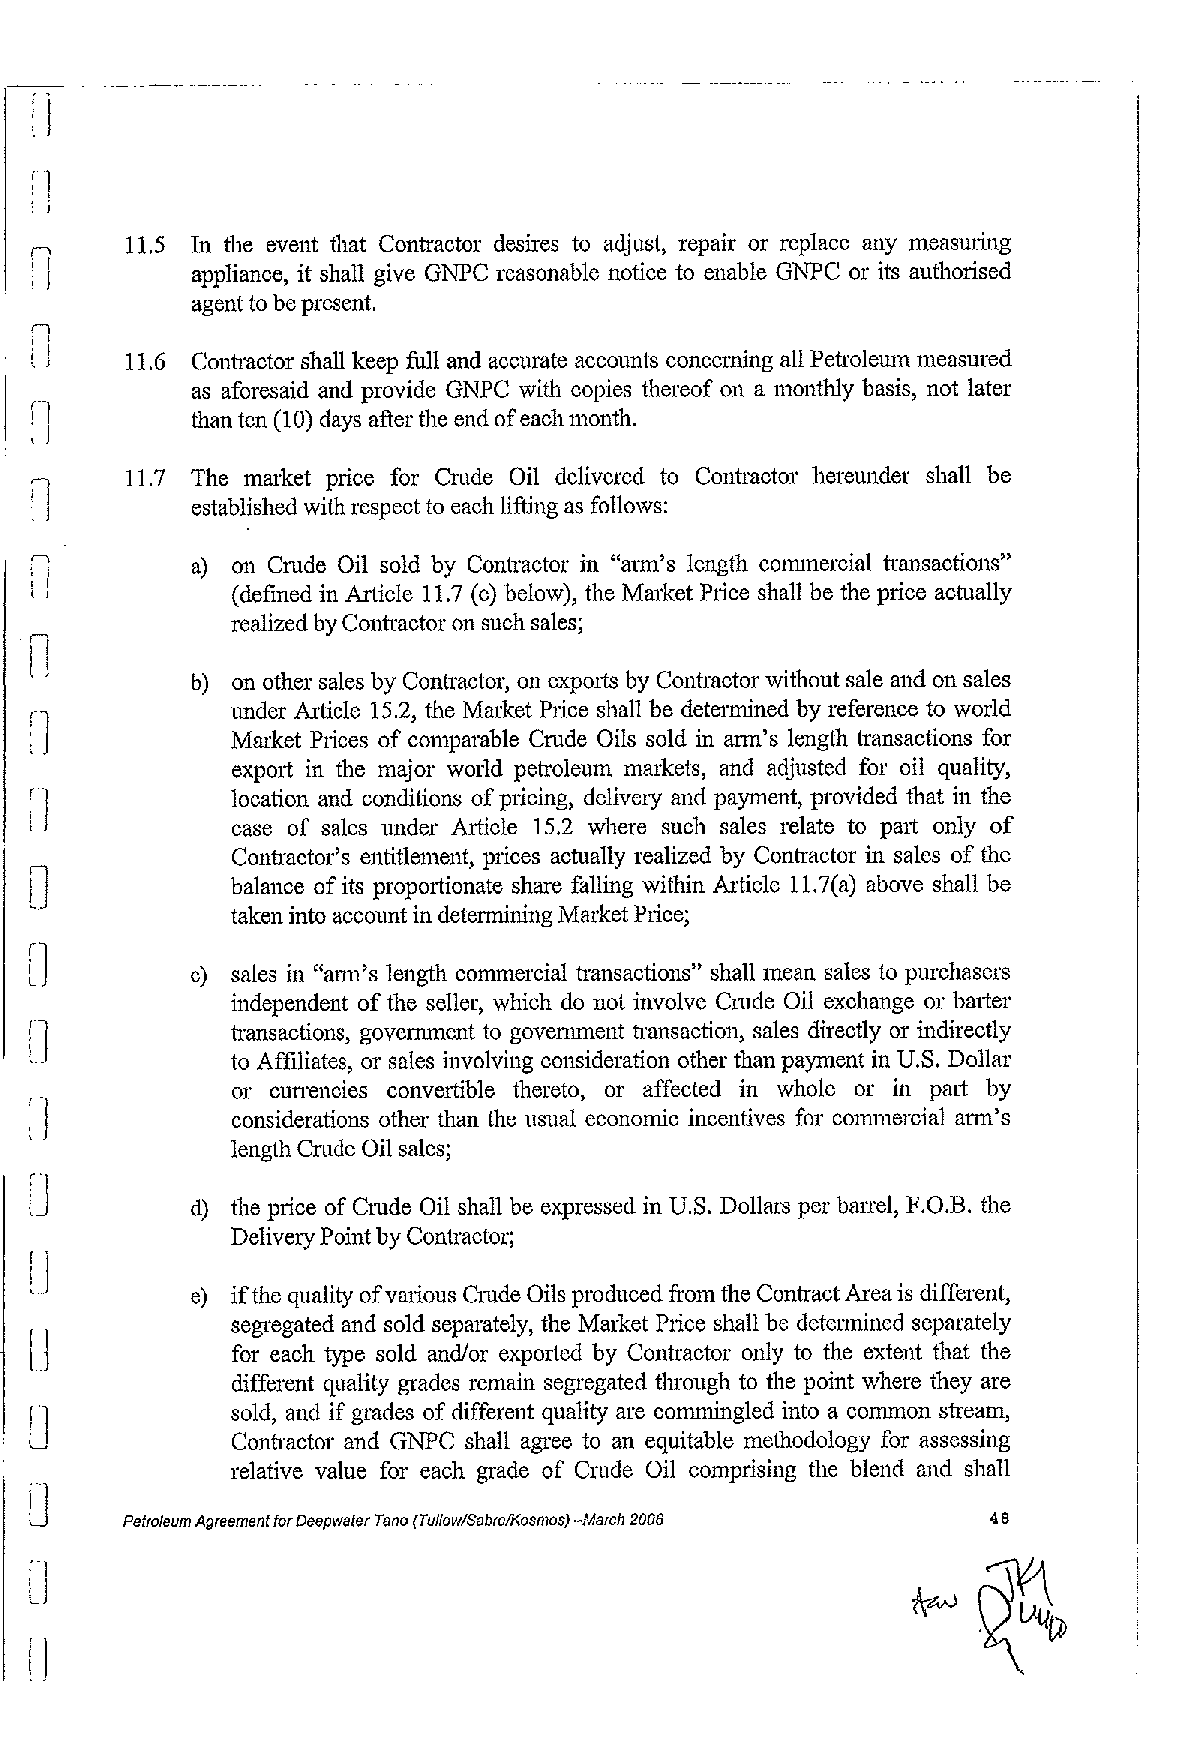 11.5 In the event that Contractor desires to adjust, repair or replace any measuring
appliance, it shall give GNPC reasonable notice to enable GNPC or its authorised
agent to be present.
11.6 Contractor shall keep full and accurate accounts concerning all Petroleum measured
as aforesaid and provide GNPC with copies thereof on a monthly basis, not later
than ten (10) days after the end of each month.
11.7 The market price for Crude Oil delivered to Contractor hereunder shall be
established with respect to each lifting as follows:
a) on Crude Oil sold by Contractor in “arm’s length commercial transactions”
(defined in Article 11.7 (c) below), the Market Price shall be the price actually
realized by Contractor on such sales;
b) on other sales by Contractor, on exports by Contractor without sale and on sales
under Article 15.2, the Market Price shall be determined by reference to world
Market Prices of comparable Crude Oils sold in arm’s length transactions for
export in the major world petroleum markets, and adjusted for oil quality,
location and conditions of pricing, delivery and payment, provided that in the
case of sales under Article 15.2 where such sales relate to part only of
Contractor’s entitlement, prices actually realized by Contractor in sales of the
balance of its proportionate share falling within Article 11.7(a) above shall be
taken into account in determining Market Price;
c) sales in “arm’s length commercial transactions” shall mean sales to purchasers
independent of the seller, which do not involve Crude Oil exchange or barter
transactions, government to government transaction, sales directly or indirectly
to Affiliates, or sales involving consideration other than payment in U.S. Dollar
or currencies convertible thereto, or affected in whole or in part by
considerations other than the usual economic incentives for commercial arm’s
length Crude Oil sales;
d) the price of Crude Oil shall be expressed in U.S. Dollars per barrel, F.O.B. the
Delivery Point by Contractor;
e) if the quality of various Crude Oils produced from the Contract Area is different,
segregated and sold separately, the Market Price shall be determined separately
for each type sold and/or exported by Contractor only to the extent that the
different quality grades remain segregated through to the point where they are
sold, and if grades of different quality are commingled into a common stream,
Contractor and GNPC shall agree to an equitable methodology for assessing
relative value for each grade of Crude Oil comprising the blend and shall
Petroleum Agreement for Deepwater Tano (Tullow/Sabre/Kosmos) --March 2006 48